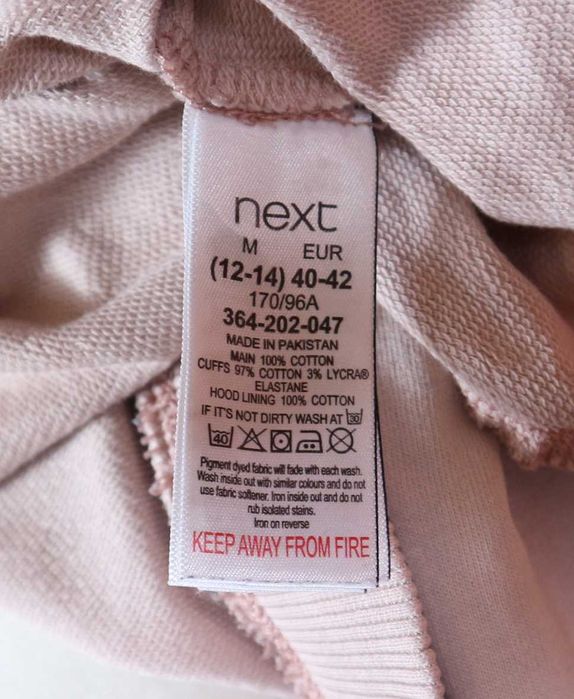 next
M EUR
(12-14) 40-42
170/96A
364-202-047
MADE IN PAKISTAN
MAIN 100% COTTON
CUFFS 97% COTTON 3% LYCRA®
ELASTANE
HOOD LINING 100% COTTON
IF IT'S NOT DIRTY WASH AT 30
40
Pigment dyed fabric will fade with each wash.
Wash inside out with similar colours and do not
use fabric softener. Iron inside out and do not
rub isolated stains.
Iron on reverse
KEEP AWAY FROM FIRE